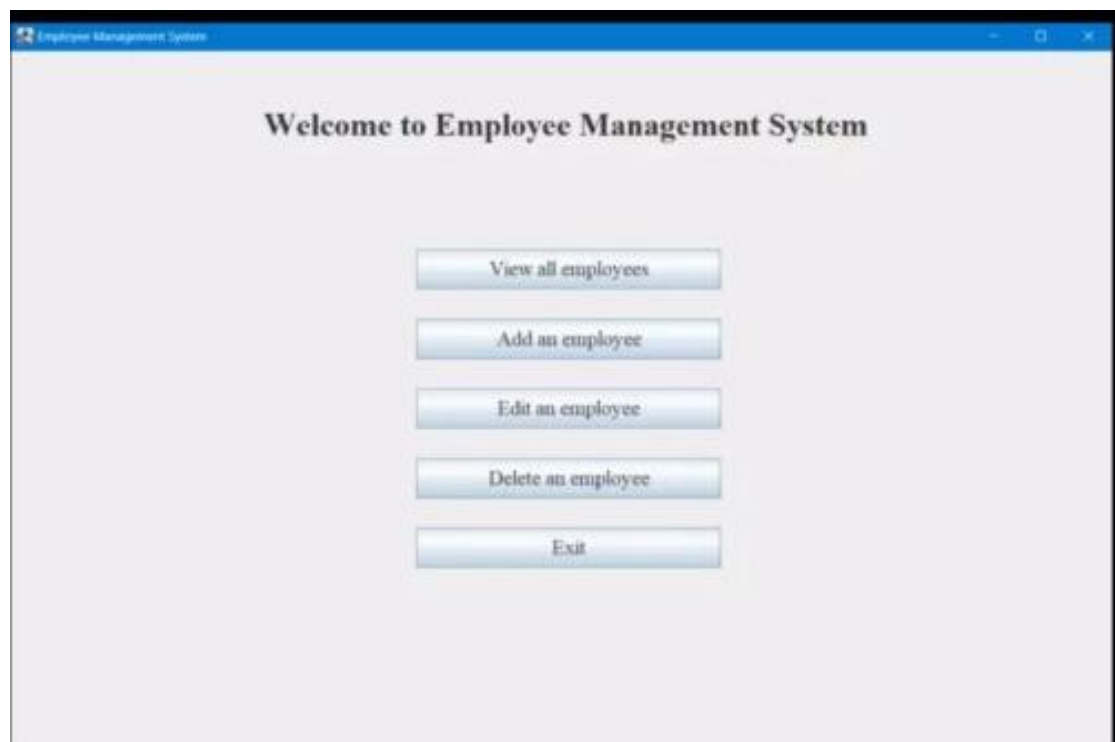 Employee Management System
Welcome to Employee Management System
View all employees
Add an employee
Edit an employee
Delete an employee
Exit